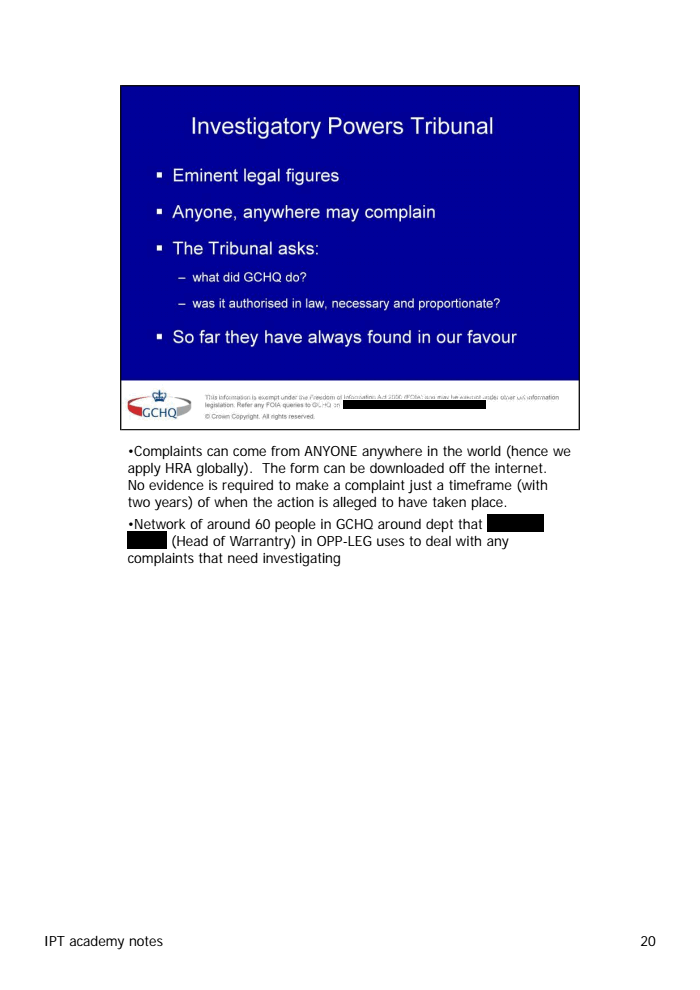 Investigatory Powers Tribunal
▪ Eminent legal figures
▪ Anyone, anywhere may complain
▪ The Tribunal asks:
– what did GCHQ do?
– was it authorised in law, necessary and proportionate?
▪ So far they have always found in our favour
GCHQ
This information is exempt under the Freedom of Information Act 2000 (FOIA) and may be exempt under other UK information
legislation. Refer any FOIA queries to GCHQ on
© Crown Copyright. All rights reserved.
•Complaints can come from ANYONE anywhere in the world (hence we
apply HRA globally). The form can be downloaded off the internet.
No evidence is required to make a complaint just a timeframe (with
two years) of when the action is alleged to have taken place.
•Network of around 60 people in GCHQ around dept that
(Head of Warrantry) in OPP-LEG uses to deal with any
complaints that need investigating
IPT academy notes
20